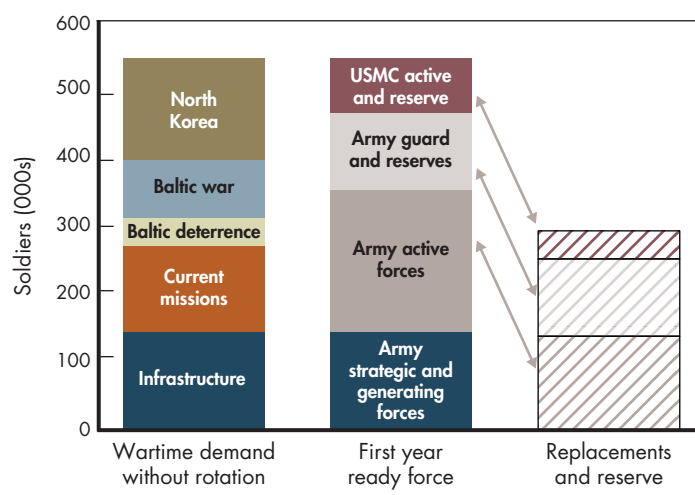 600
500
400
300
200
100
0
Soldiers (000s)
North
Korea
Baltic war
Baltic deterrence
Current
missions
Infrastructure
USMC active
and reserve
Army guard
and reserves
Army active
forces
Army
strategic and
generating
forces
Wartime demand
without rotation
First year
ready force
Replacements
and reserve